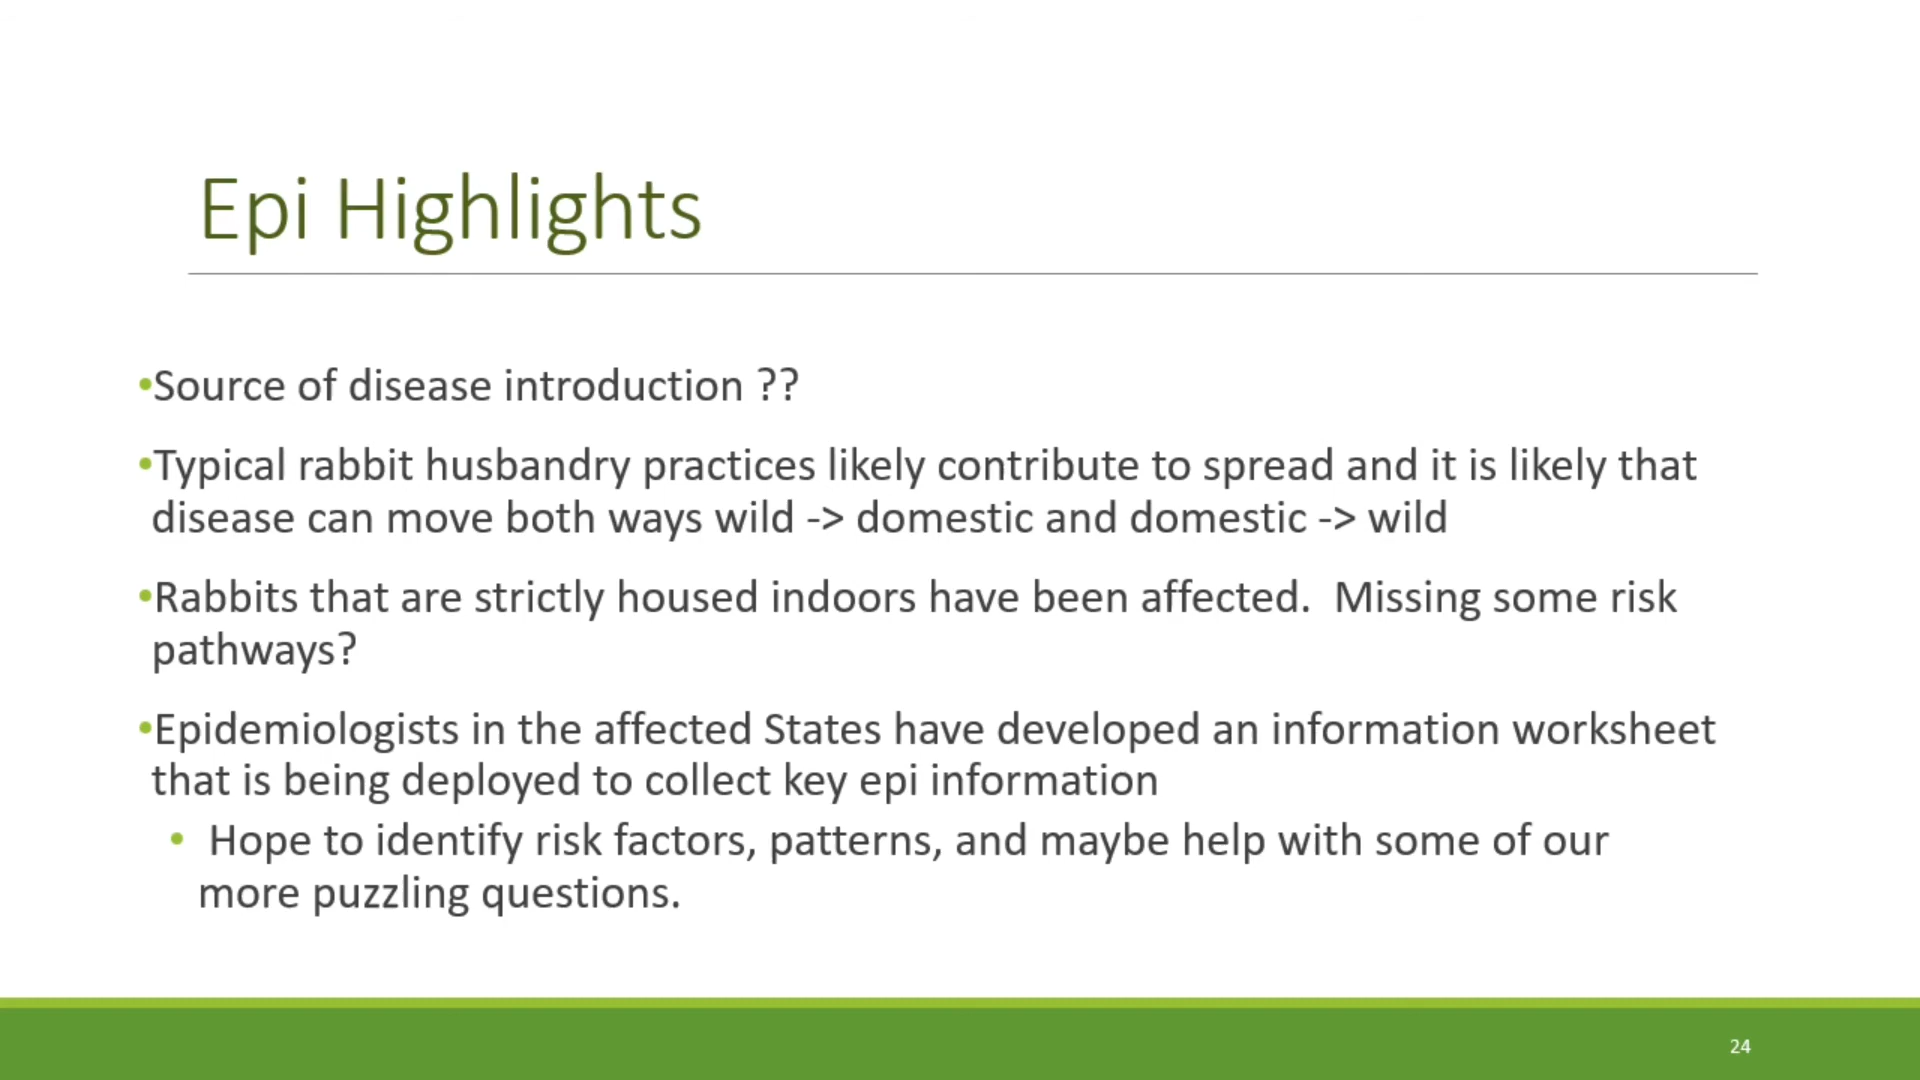 Epi Highlights
•Source of disease introduction ??
•Typical rabbit husbandry practices likely contribute to spread and it is likely that
disease can move both ways wild -> domestic and domestic -> wild
•Rabbits that are strictly housed indoors have been affected.  Missing some risk
pathways?
•Epidemiologists in the affected States have developed an information worksheet
that is being deployed to collect key epi information
• Hope to identify risk factors, patterns, and maybe help with some of our
more puzzling questions.
24